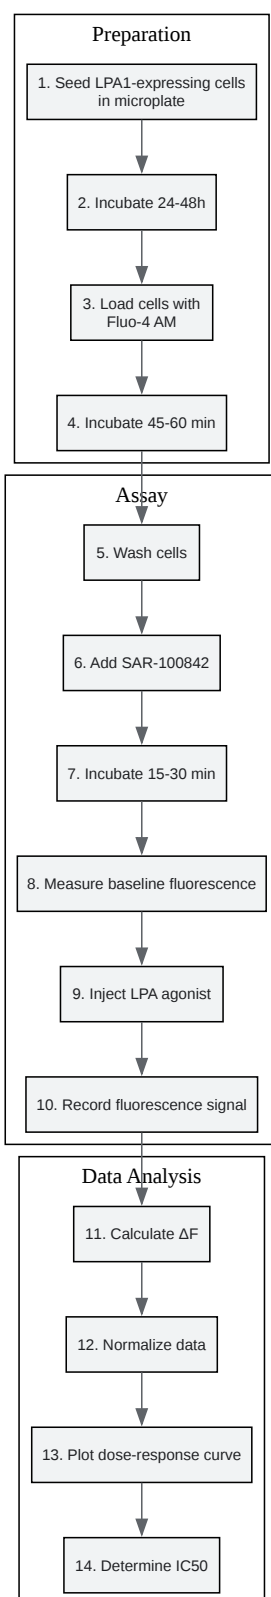 Preparation
1. Seed LPA1-expressing cells
in microplate
2. Incubate 24-48h
3. Load cells with
Fluo-4 AM
4. Incubate 45-60 min
Assay
5. Wash cells
6. Add SAR-100842
7. Incubate 15-30 min
8. Measure baseline fluorescence
9. Inject LPA agonist
10. Record fluorescence signal
Data Analysis
11. Calculate ΔF
12. Normalize data
13. Plot dose-response curve
14. Determine IC50